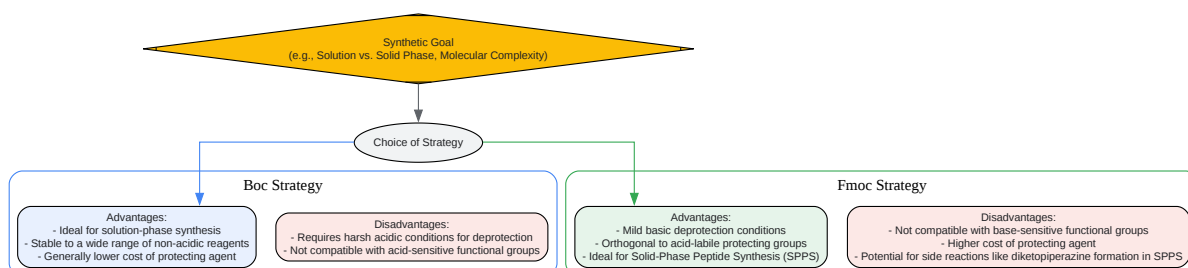 Synthetic Goal
(e.g., Solution vs. Solid Phase, Molecular Complexity)
Choice of Strategy
Boc Strategy
Advantages:
- Ideal for solution-phase synthesis
- Stable to a wide range of non-acidic reagents
- Generally lower cost of protecting agent
Disadvantages:
- Requires harsh acidic conditions for deprotection
- Not compatible with acid-sensitive functional groups
Fmoc Strategy
Advantages:
- Mild basic deprotection conditions
- Orthogonal to acid-labile protecting groups
- Ideal for Solid-Phase Peptide Synthesis (SPPS)
Disadvantages:
- Not compatible with base-sensitive functional groups
- Higher cost of protecting agent
- Potential for side reactions like diketopiperazine formation in SPPS